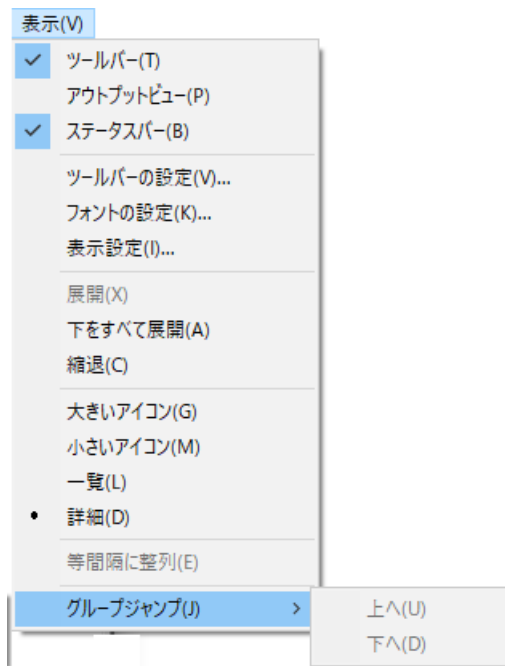 表示(V)
ツールバー(T)
アウトプットビュー(P)
ステータスバー(B)
ツールバーの設定(V)...
フォントの設定(K)...
表示設定(I)...
展開(X)
下をすべて展開(A)
縮退(C)
大きいアイコン(G)
小さいアイコン(M)
一覧(L)
詳細(D)
等間隔に整列(E)
グループジャンプ(J)
上へ(U)
下へ(D)